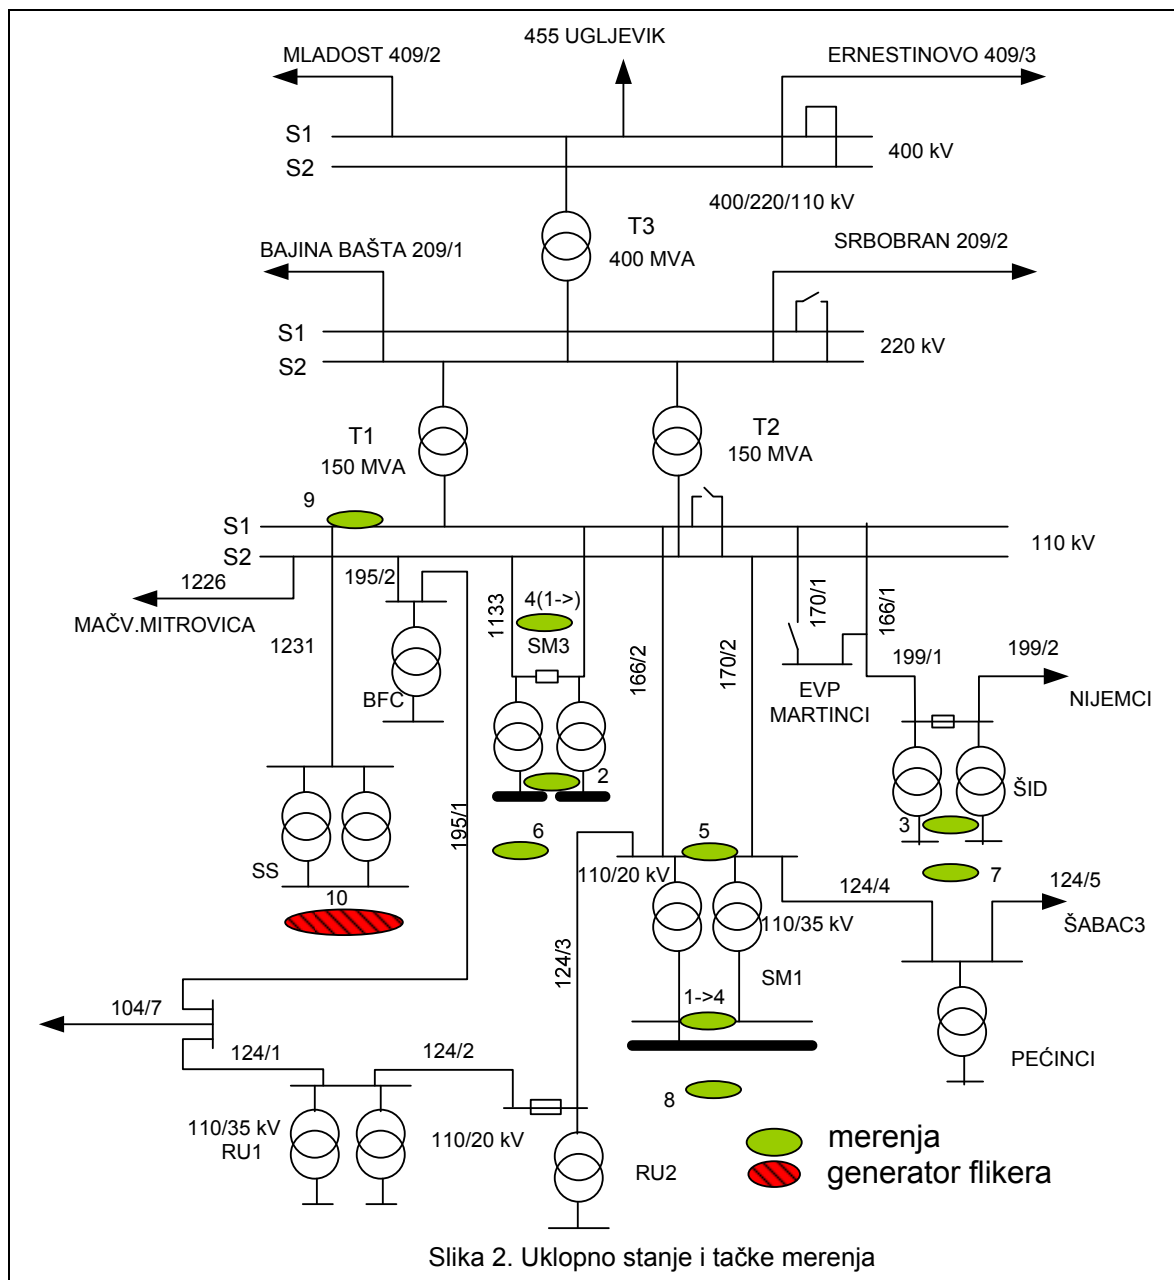 455 UGLJEVIK
MLADOST 409/2
ERNESTINOVO 409/3
S1
S2
400 kV
400/220/110 kV
T3
400 MVA
BAJINA BAŠTA 209/1
SRBOBRAN 209/2
S1
S2
220 kV
T1
150 MVA
T2
150 MVA
9
S1
S2
110 kV
1226
MAČV.MITROVICA
195/2
1231
BFC
1133
4(1->)
SM3
166/2
170/2
170/1
166/1
EVP
MARTINCI
199/1
199/2
NIJEMCI
ŠID
2
3
195/1
6
5
7
SS
10
110/20 kV
110/35 kV
124/4
124/5
ŠABAC3
124/3
SM1
1->4
104/7
124/1
124/2
PEĆINCI
8
110/35 kV
RU1
110/20 kV
RU2
merenja
generator flikera
Slika 2. Uklopno stanje i tačke merenja